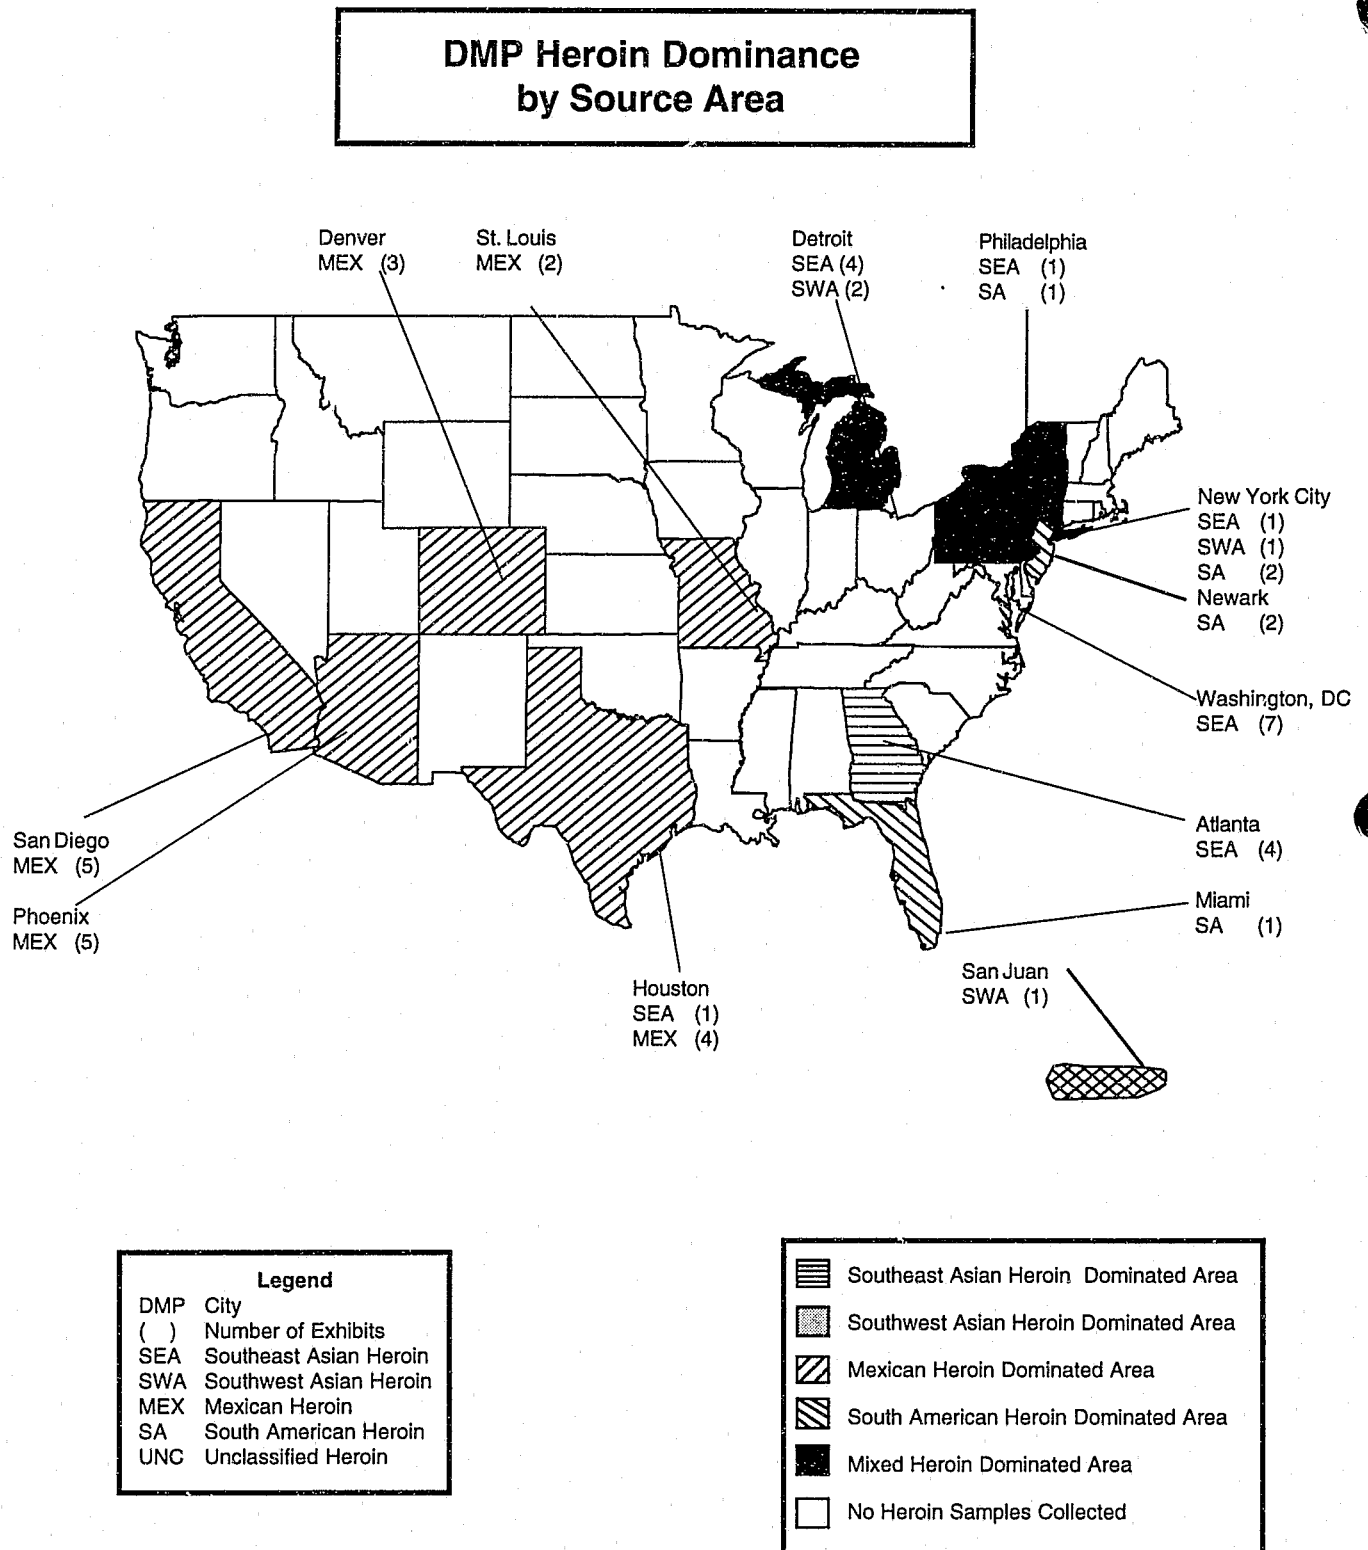 DMP Heroin Dominance
by Source Area
Denver
MEX (3)
St. Louis
MEX (2)
Detroit
SEA (4)
SWA (2)
Philadelphia
SEA (1)
SA (1)
New York City
SEA (1)
SWA (1)
SA (2)
Newark
SA (2)
Washington, DC
SEA (7)
Atlanta
SEA (4)
Miami
SA (1)
San Juan
SWA (1)
San Diego
MEX (5)
Phoenix
MEX (5)
Houston
SEA (1)
MEX (4)
Legend
DMP City
( ) Number of Exhibits
SEA Southeast Asian Heroin
SWA Southwest Asian Heroin
MEX Mexican Heroin
SA South American Heroin
UNC Unclassified Heroin
Southeast Asian Heroin Dominated Area
Southwest Asian Heroin Dominated Area
Mexican Heroin Dominated Area
South American Heroin Dominated Area
Mixed Heroin Dominated Area
No Heroin Samples Collected